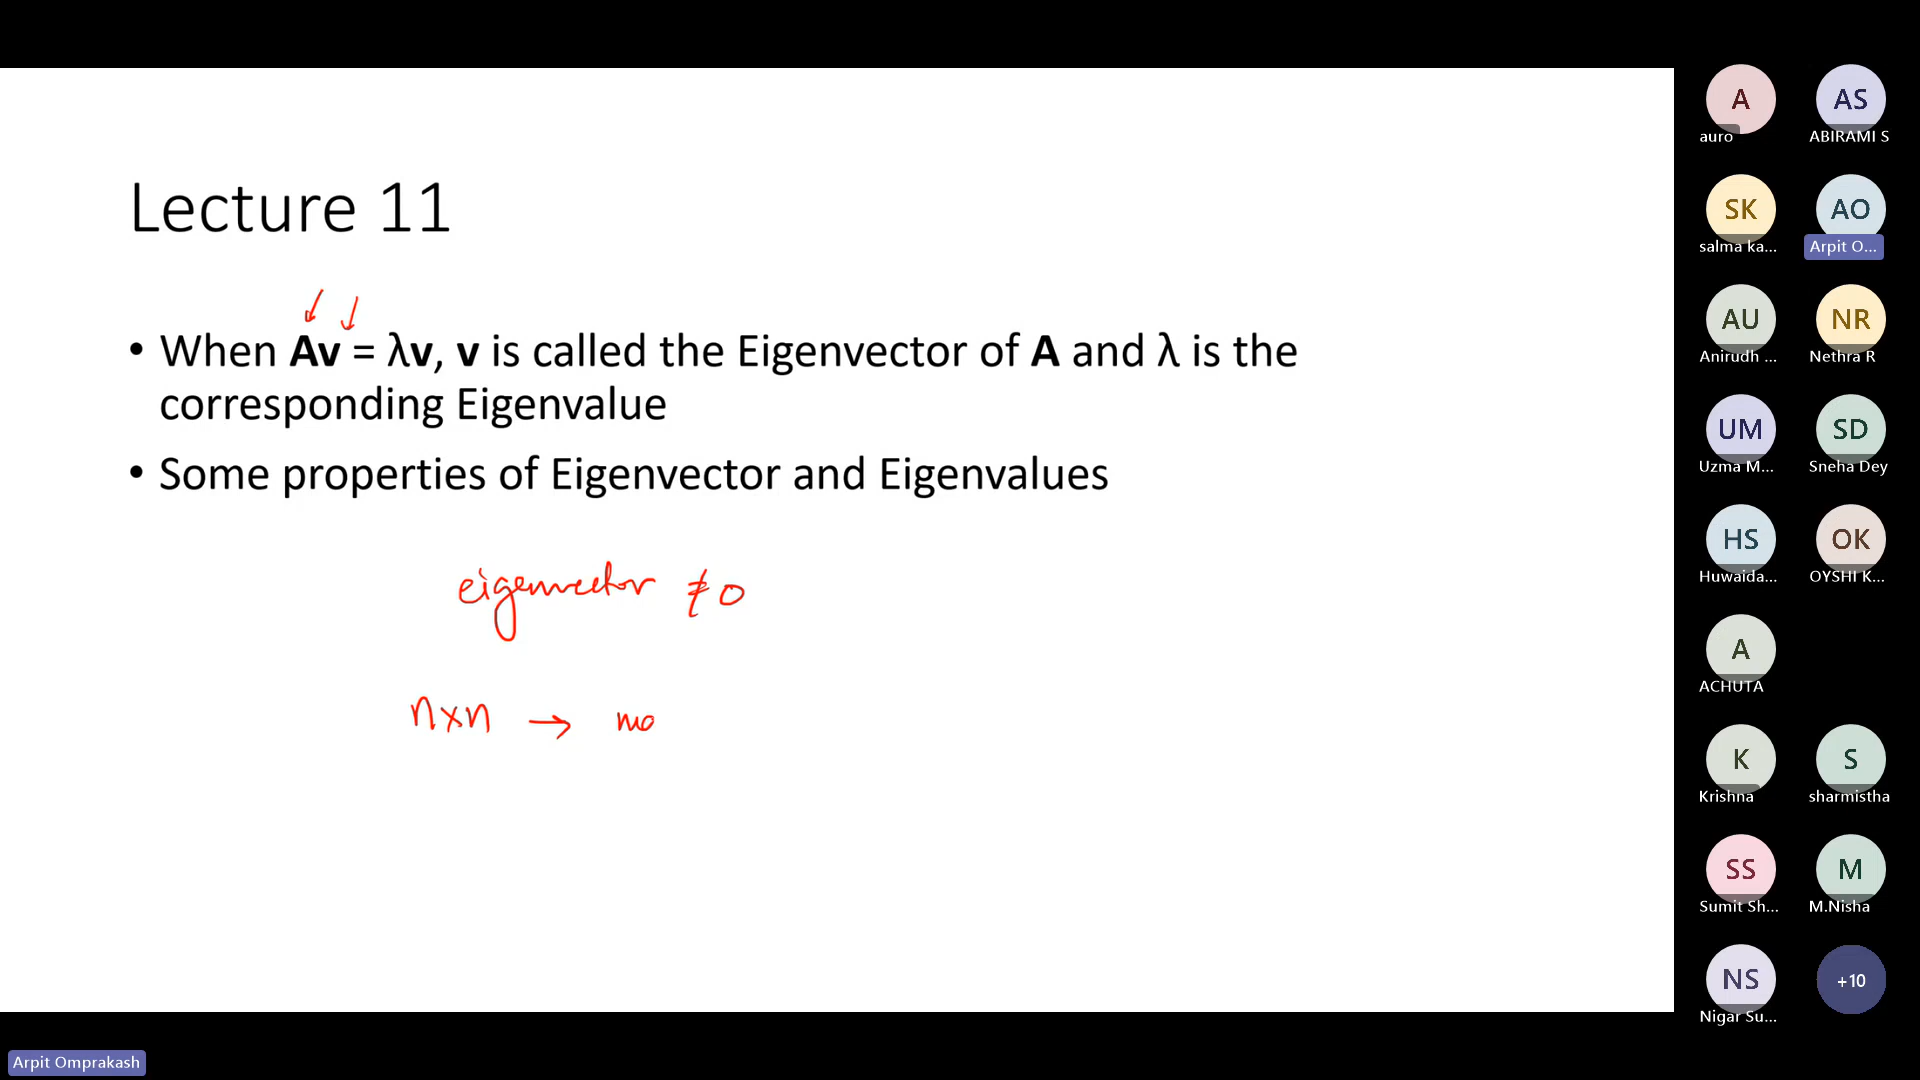 Lecture 11
• When Av = λv, v is called the Eigenvector of A and λ is the
corresponding Eigenvalue
• Some properties of Eigenvector and Eigenvalues
eigenvector ≠ 0
n×n → mo
A
auro
AS
ABIRAMI S
SK
salma ka...
AO
Arpit O...
AU
Anirudh ...
NR
Nethra R
UM
Uzma M...
SD
Sneha Dey
HS
Huwaida...
OK
OYSHI K...
A
ACHUTA
K
Krishna
S
sharmistha
SS
Sumit Sh...
M
M.Nisha
NS
Nigar Su...
+10
Arpit Omprakash